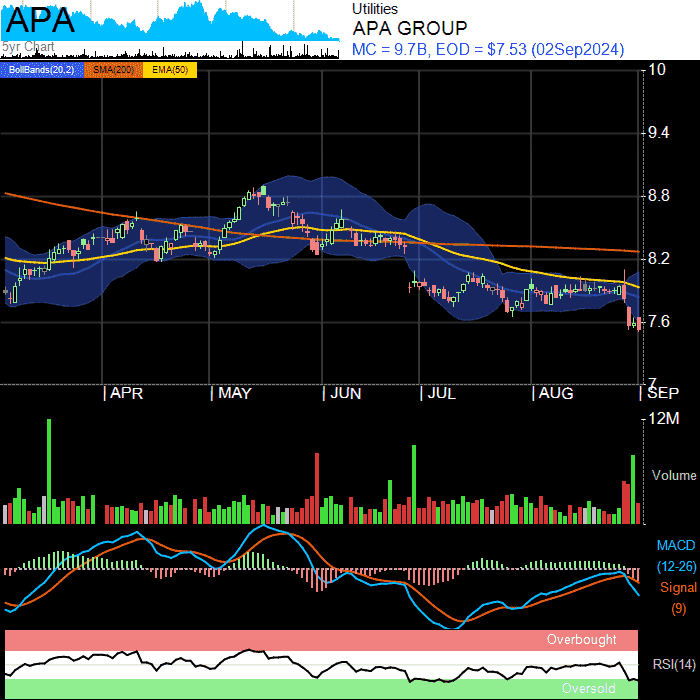 APA
5yr Chart
Utilities
APA GROUP
MC = 9.7B, EOD = $7.53 (02Sep2024)
BollBands(20,2) SMA(200) EMA(50)
10
9.4
8.8
8.2
7.6
7
APR MAY JUN JUL AUG SEP
12M
Volume
MACD
(12-26)
Signal
(9)
Overbought
RSI(14)
Oversold